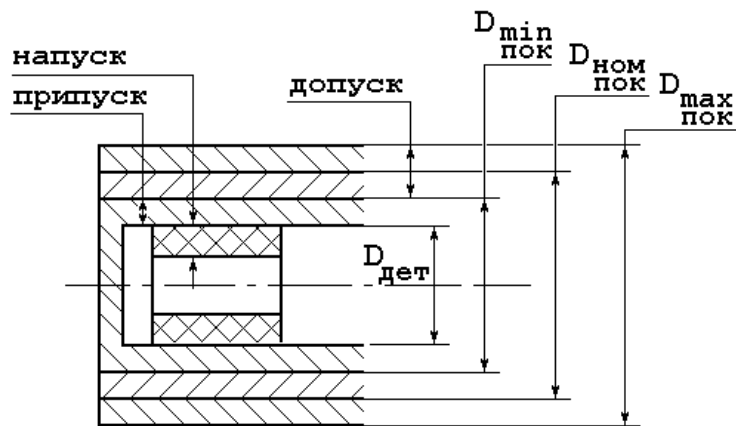 напуск
припуск
допуск
D min пок
D ном пок
D max пок
D дет